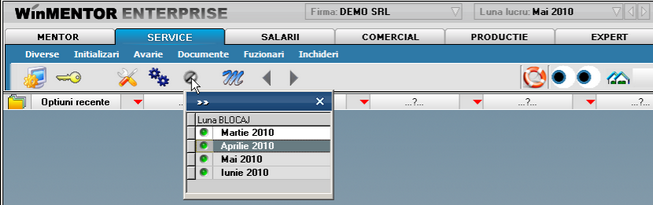 WinMENTOR ENTERPRISE Firma: DEMO SRL Luna lucru: Mai 2010
MENTOR SERVICE SALARII COMERCIAL PRODUCTIE EXPERT
Diverse Initializari Avarie Documente Fuzionari Inchideri
Optiuni recente ... ...?... ...?... ...?...
>>
Luna BLOCAJ
Martie 2010
Aprilie 2010
Mai 2010
Iunie 2010